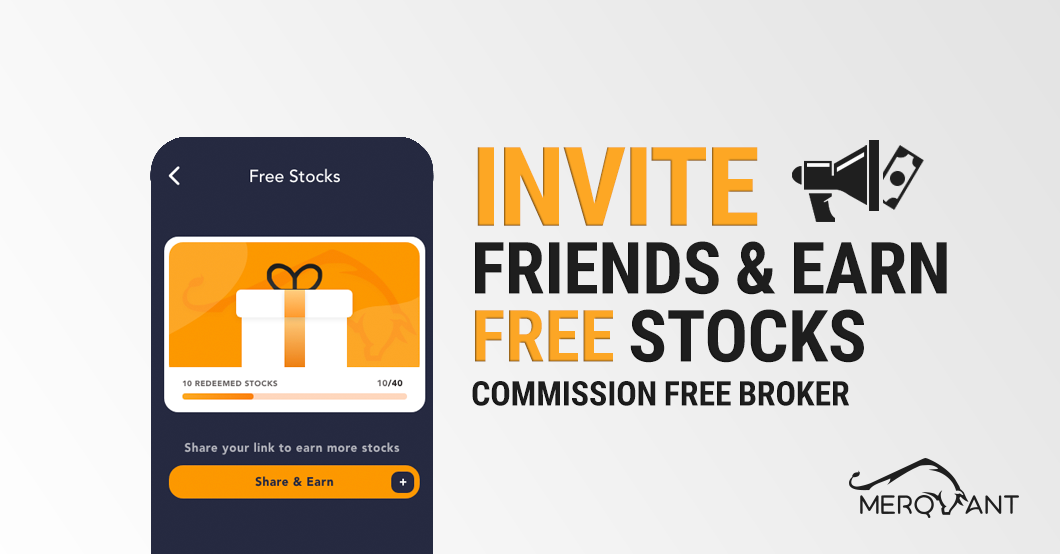 Free Stocks
10 REDEEMED STOCKS 10/40
Share your link to earn more stocks
Share & Earn +
INVITE
FRIENDS & EARN
FREE STOCKS
COMMISSION FREE BROKER
MERQVANT